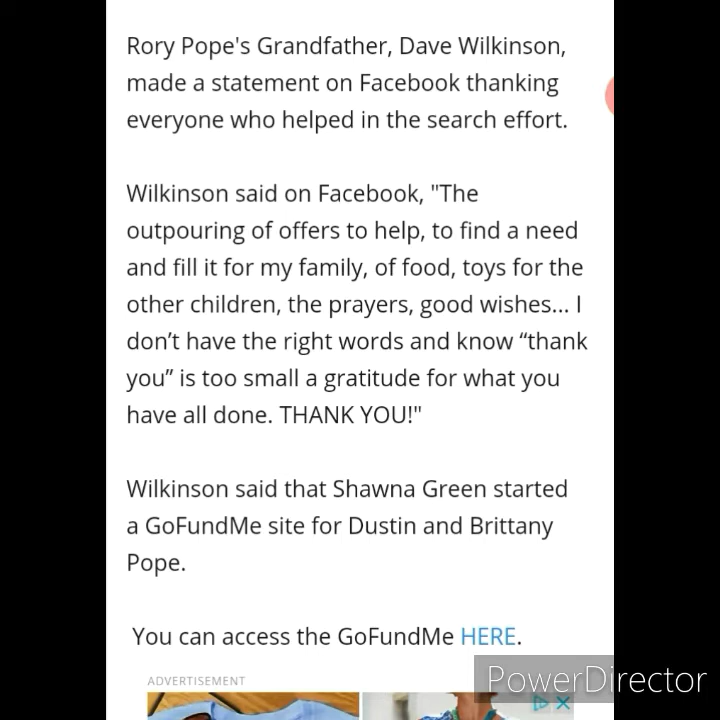 Rory Pope's Grandfather, Dave Wilkinson,
made a statement on Facebook thanking
everyone who helped in the search effort.
Wilkinson said on Facebook, "The
outpouring of offers to help, to find a need
and fill it for my family, of food, toys for the
other children, the prayers, good wishes... I
don’t have the right words and know “thank
you” is too small a gratitude for what you
have all done. THANK YOU!"
Wilkinson said that Shawna Green started
a GoFundMe site for Dustin and Brittany
Pope.
You can access the GoFundMe HERE.
ADVERTISEMENT
PowerDirector